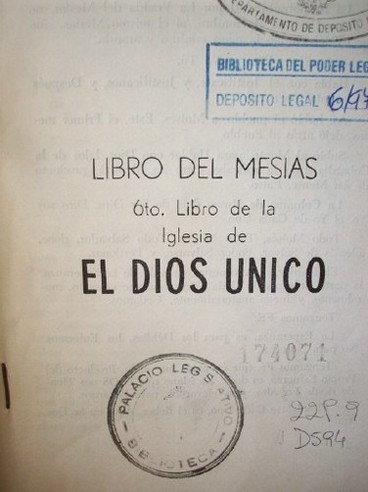 DEPARTAMENTO DE DEPOSITO
BIBLIOTECA DEL PODER LEG
DEPOSITO LEGAL 6/97
LIBRO DEL MESIAS
6to. Libro de la
Iglesia de
EL DIOS UNICO
174071
PALACIO LEGISLATIVO
BIBLIOTECA
229.9
D594